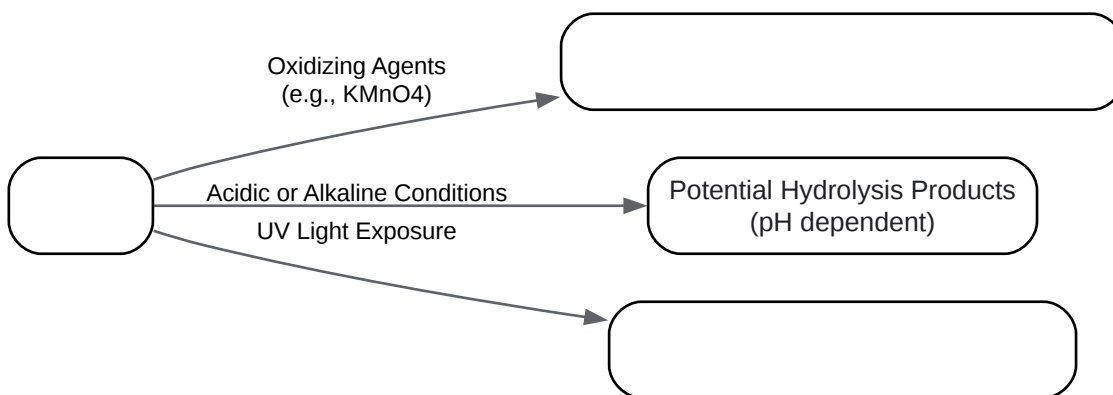 Oxidizing Agents
(e.g., KMnO4)
Acidic or Alkaline Conditions
Potential Hydrolysis Products
(pH dependent)
UV Light Exposure